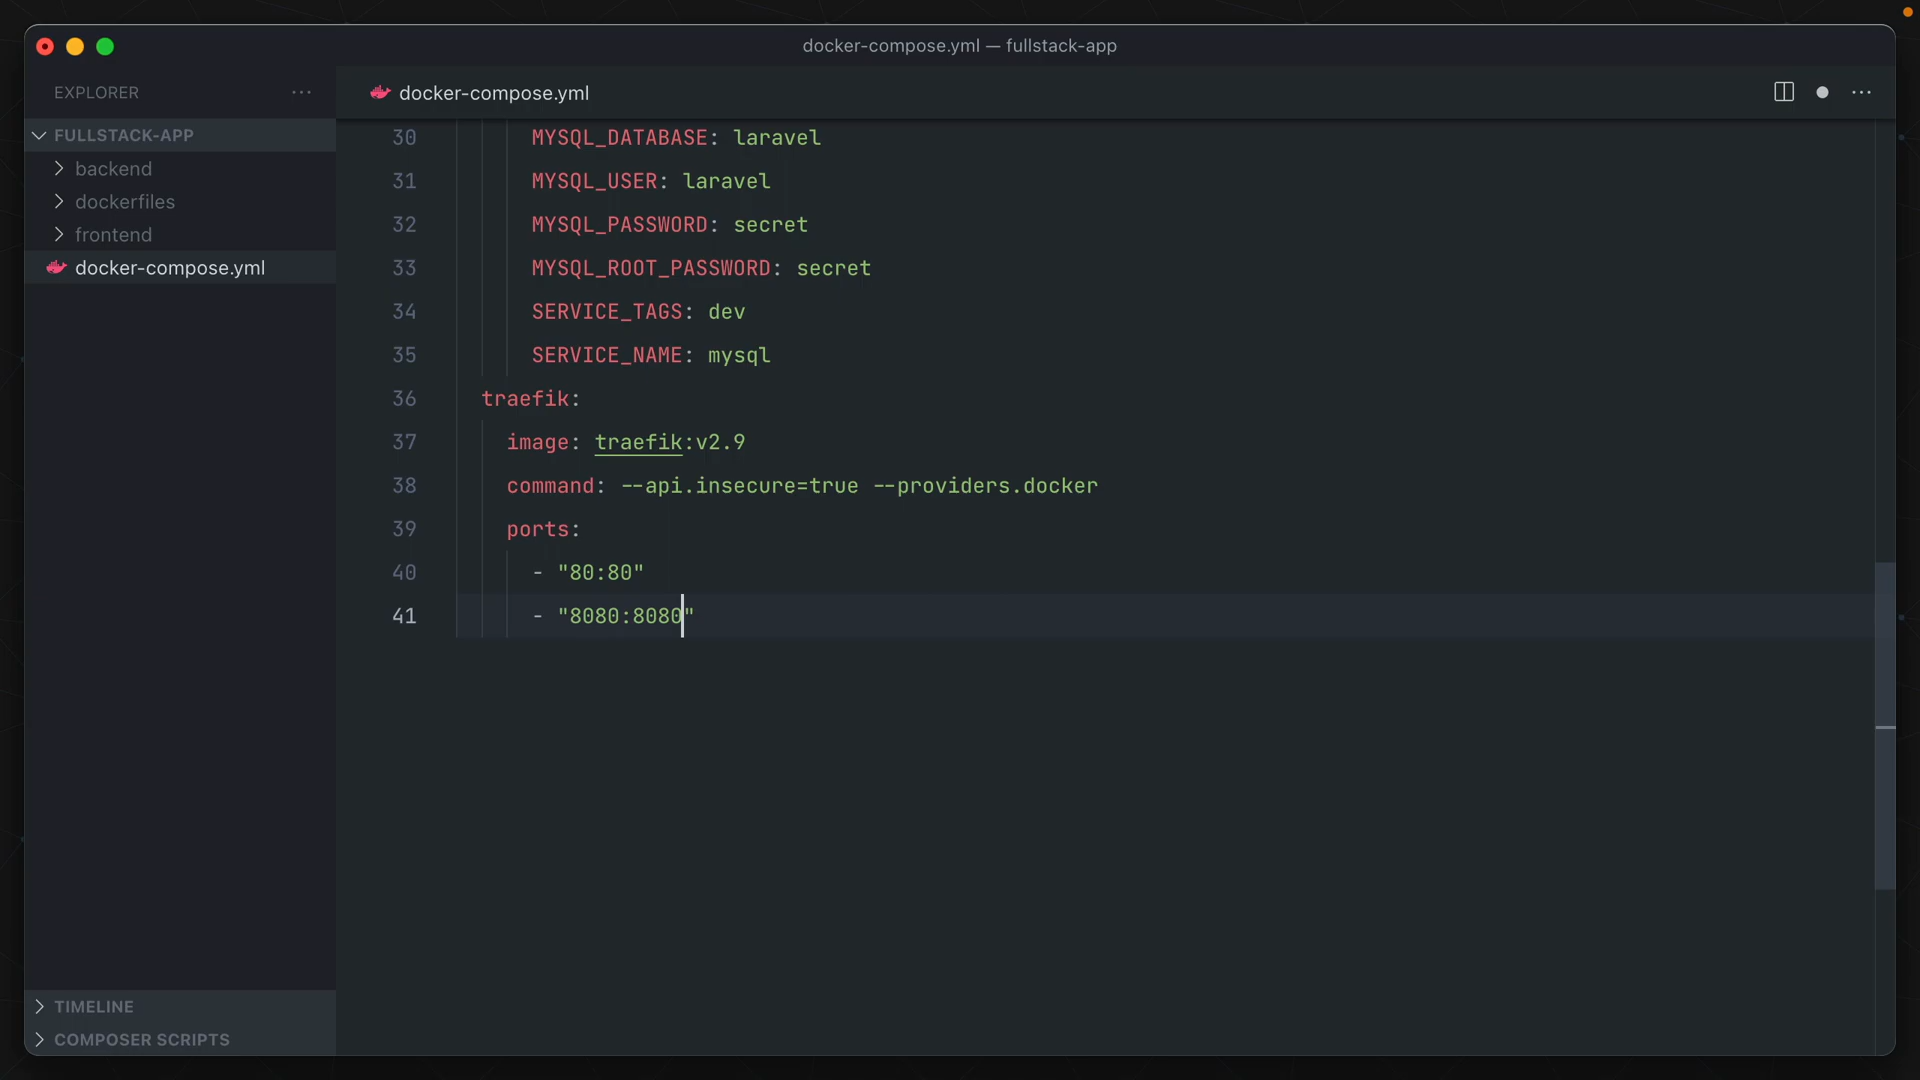 docker-compose.yml — fullstack-app
EXPLORER
docker-compose.yml
FULLSTACK-APP
backend
dockerfiles
frontend
docker-compose.yml
30 MYSQL_DATABASE: laravel
31 MYSQL_USER: laravel
32 MYSQL_PASSWORD: secret
33 MYSQL_ROOT_PASSWORD: secret
34 SERVICE_TAGS: dev
35 SERVICE_NAME: mysql
36 traefik:
37 image: traefik:v2.9
38 command: --api.insecure=true --providers.docker
39 ports:
40 - "80:80"
41 - "8080:8080"
TIMELINE
COMPOSER SCRIPTS